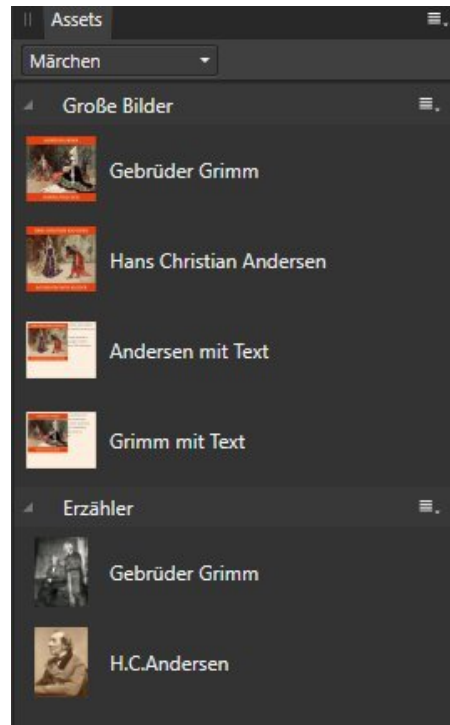 Assets
Märchen
Große Bilder
Gebrüder Grimm
Hans Christian Andersen
Andersen mit Text
Grimm mit Text
Erzähler
Gebrüder Grimm
H.C.Andersen